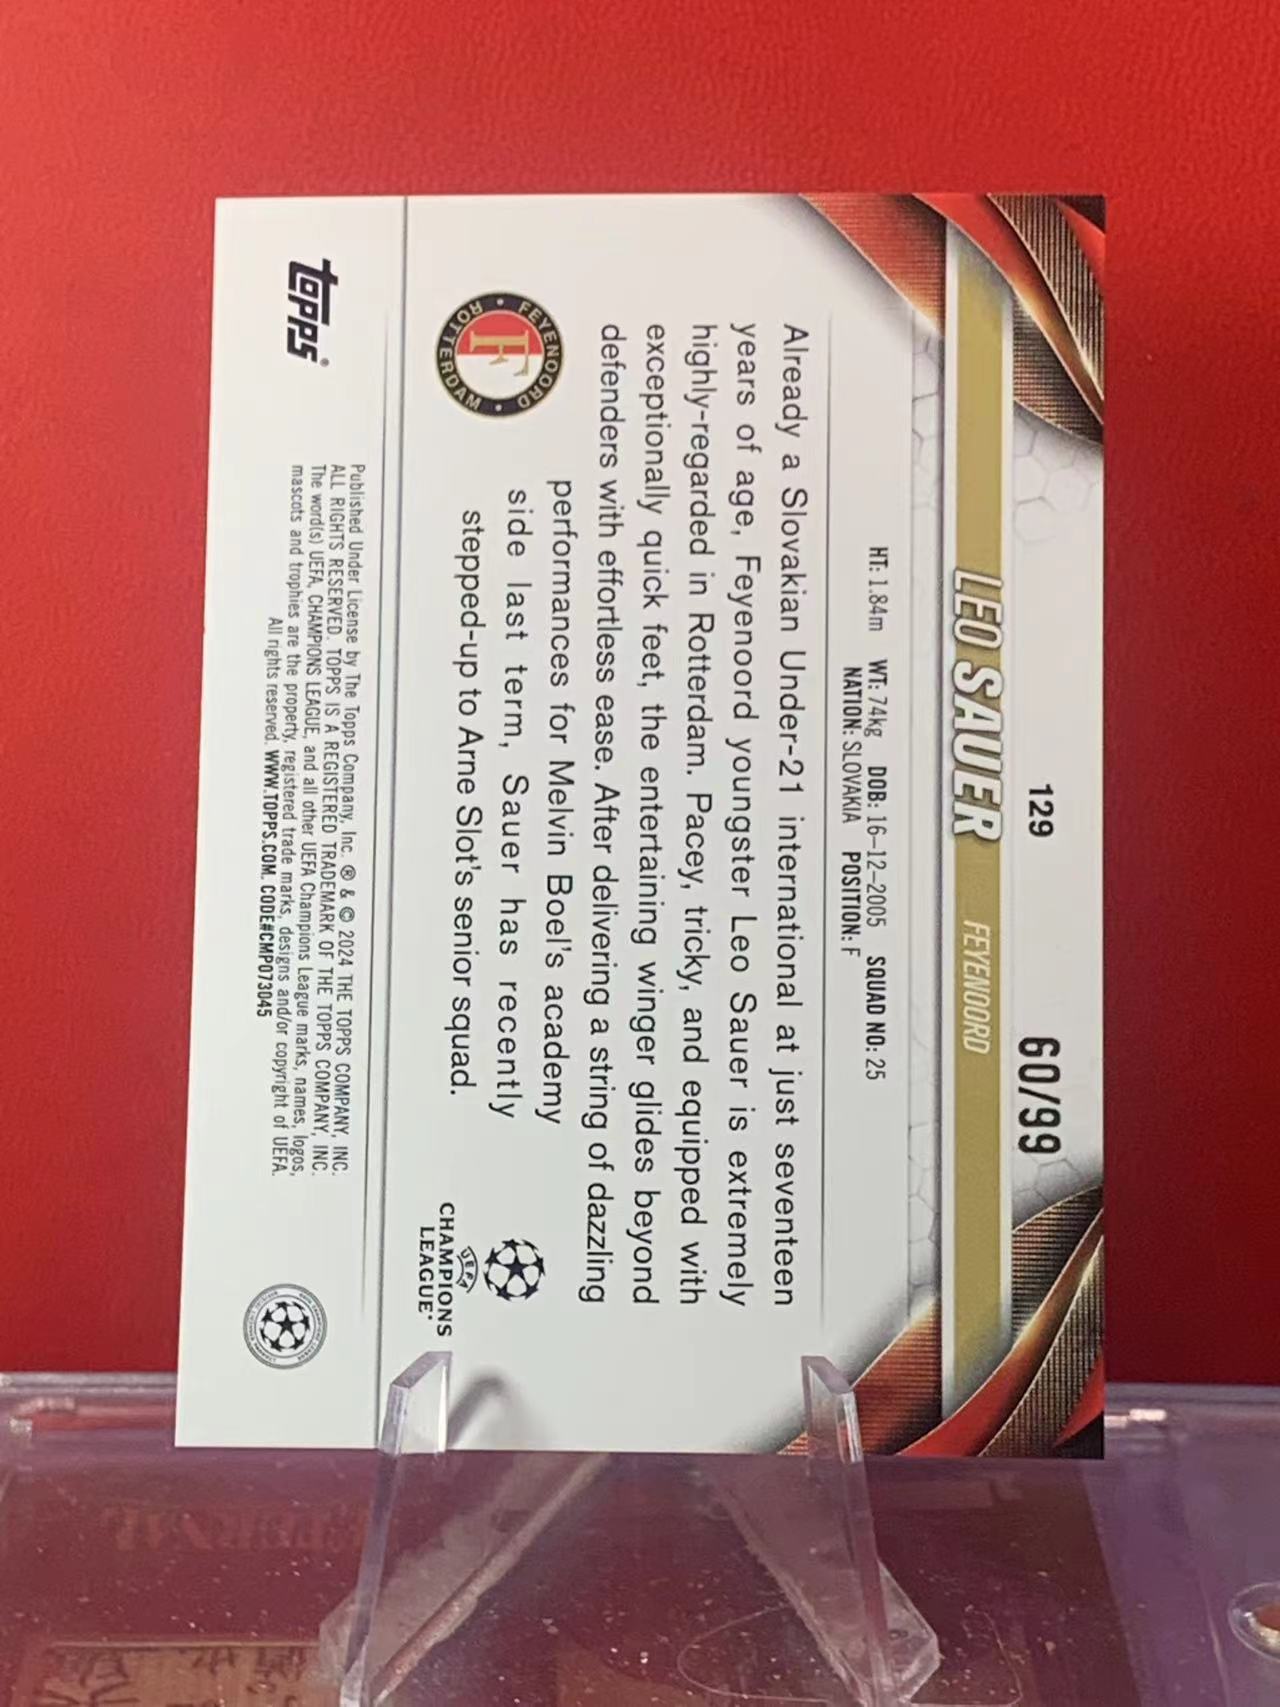 129
60/99
LEO SAUER FEYENOORD
HT: 1.84m WT: 74kg DOB: 16-12-2005 SQUAD NO: 25
NATION: SLOVAKIA POSITION: F
Already a Slovakian Under-21 international at just seventeen
years of age, Feyenoord youngster Leo Sauer is extremely
highly-regarded in Rotterdam. Pacey, tricky, and equipped with
exceptionally quick feet, the entertaining winger glides beyond
defenders with effortless ease. After delivering a string of dazzling
performances for Melvin Boel's academy
side last term, Sauer has recently
stepped-up to Arne Slot's senior squad.
FEYENOORD
F
ROTTERDAM
UEFA
CHAMPIONS
LEAGUE
topps®
Published Under License by The Topps Company, Inc. ® & © 2024 THE TOPPS COMPANY, INC.
ALL RIGHTS RESERVED. TOPPS IS A REGISTERED TRADEMARK OF THE TOPPS COMPANY, INC.
The word(s) UEFA, CHAMPIONS LEAGUE, and all other UEFA Champions League marks, names, logos,
mascots and trophies are the property, registered trade marks, designs and/or copyright of UEFA.
All rights reserved. WWW.TOPPS.COM. CODE#CMP073045